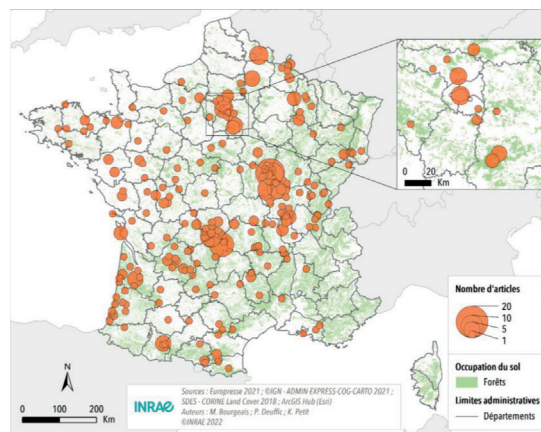 0 20
Km
Nombre d'articles
20
10
5
1
Occupation du sol
Forêts
Limites administratives
Départements
N
0 100 200
Km
INRAE
Sources : Europresse 2021 ; ©IGN - ADMIN-EXPRESS-COG-CARTO 2021 ;
SDES - CORINE Land Cover 2018 ; ArcGIS Hub (Esri)
Auteurs : M. Bourgeais ; P. Deuffic ; K. Petit
©INRAE 2022